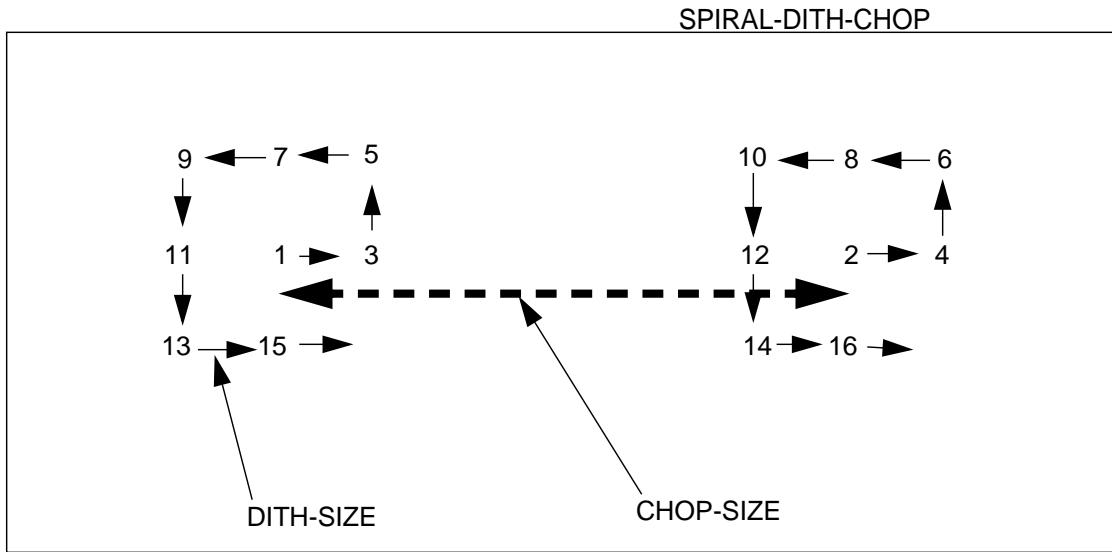 SPIRAL-DITH-CHOP
9 7 5 10 8 6
11 1 3 12 2 4
13 15 14 16
DITH-SIZE CHOP-SIZE